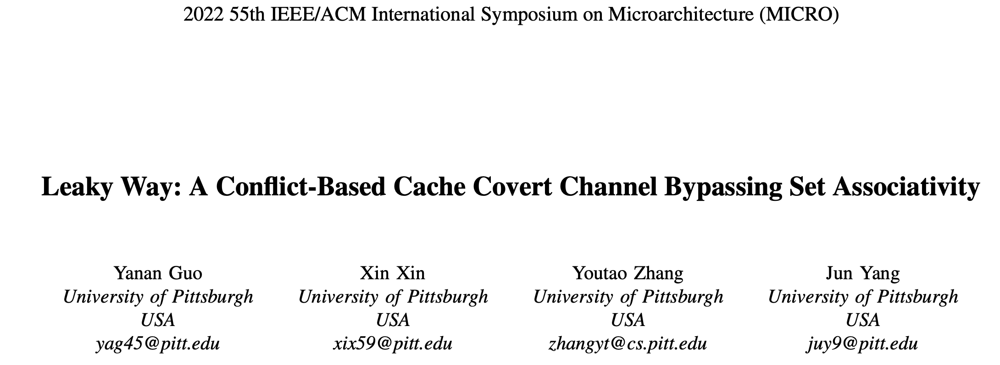 2022 55th IEEE/ACM International Symposium on Microarchitecture (MICRO)
Leaky Way: A Conflict-Based Cache Covert Channel Bypassing Set Associativity
Yanan Guo
University of Pittsburgh
USA
yag45@pitt.edu
Xin Xin
University of Pittsburgh
USA
xix59@pitt.edu
Youtao Zhang
University of Pittsburgh
USA
zhangyt@cs.pitt.edu
Jun Yang
University of Pittsburgh
USA
juy9@pitt.edu